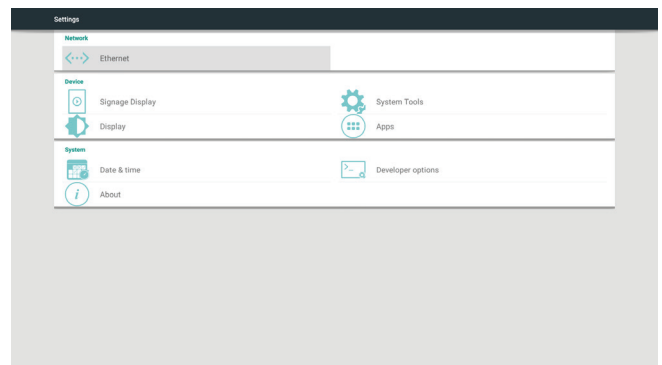 Settings
Network
Ethernet
Device
Signage Display
System Tools
Display
Apps
System
Date & time
Developer options
About